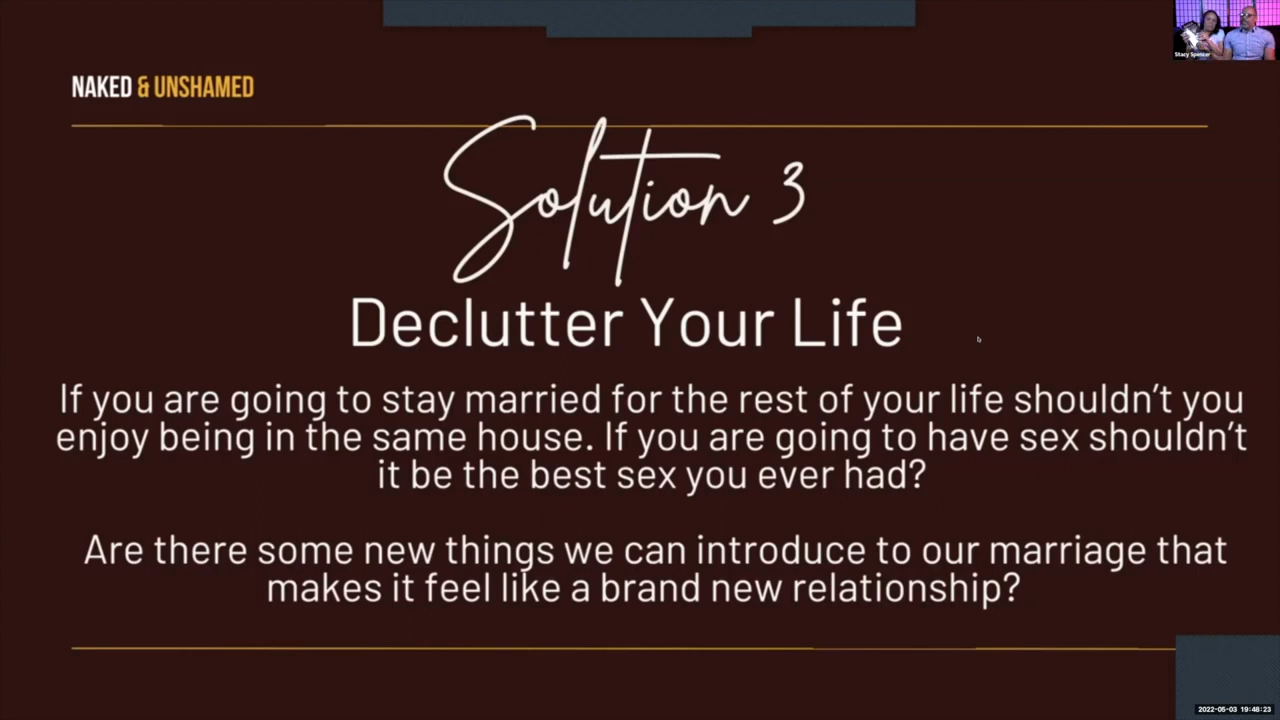 Stacy Spencer
NAKED & UNSHAMED
Solution 3
Declutter Your Life
If you are going to stay married for the rest of your life shouldn’t you
enjoy being in the same house. If you are going to have sex shouldn’t
it be the best sex you ever had?
Are there some new things we can introduce to our marriage that
makes it feel like a brand new relationship?
2022-05-03 19:48:23